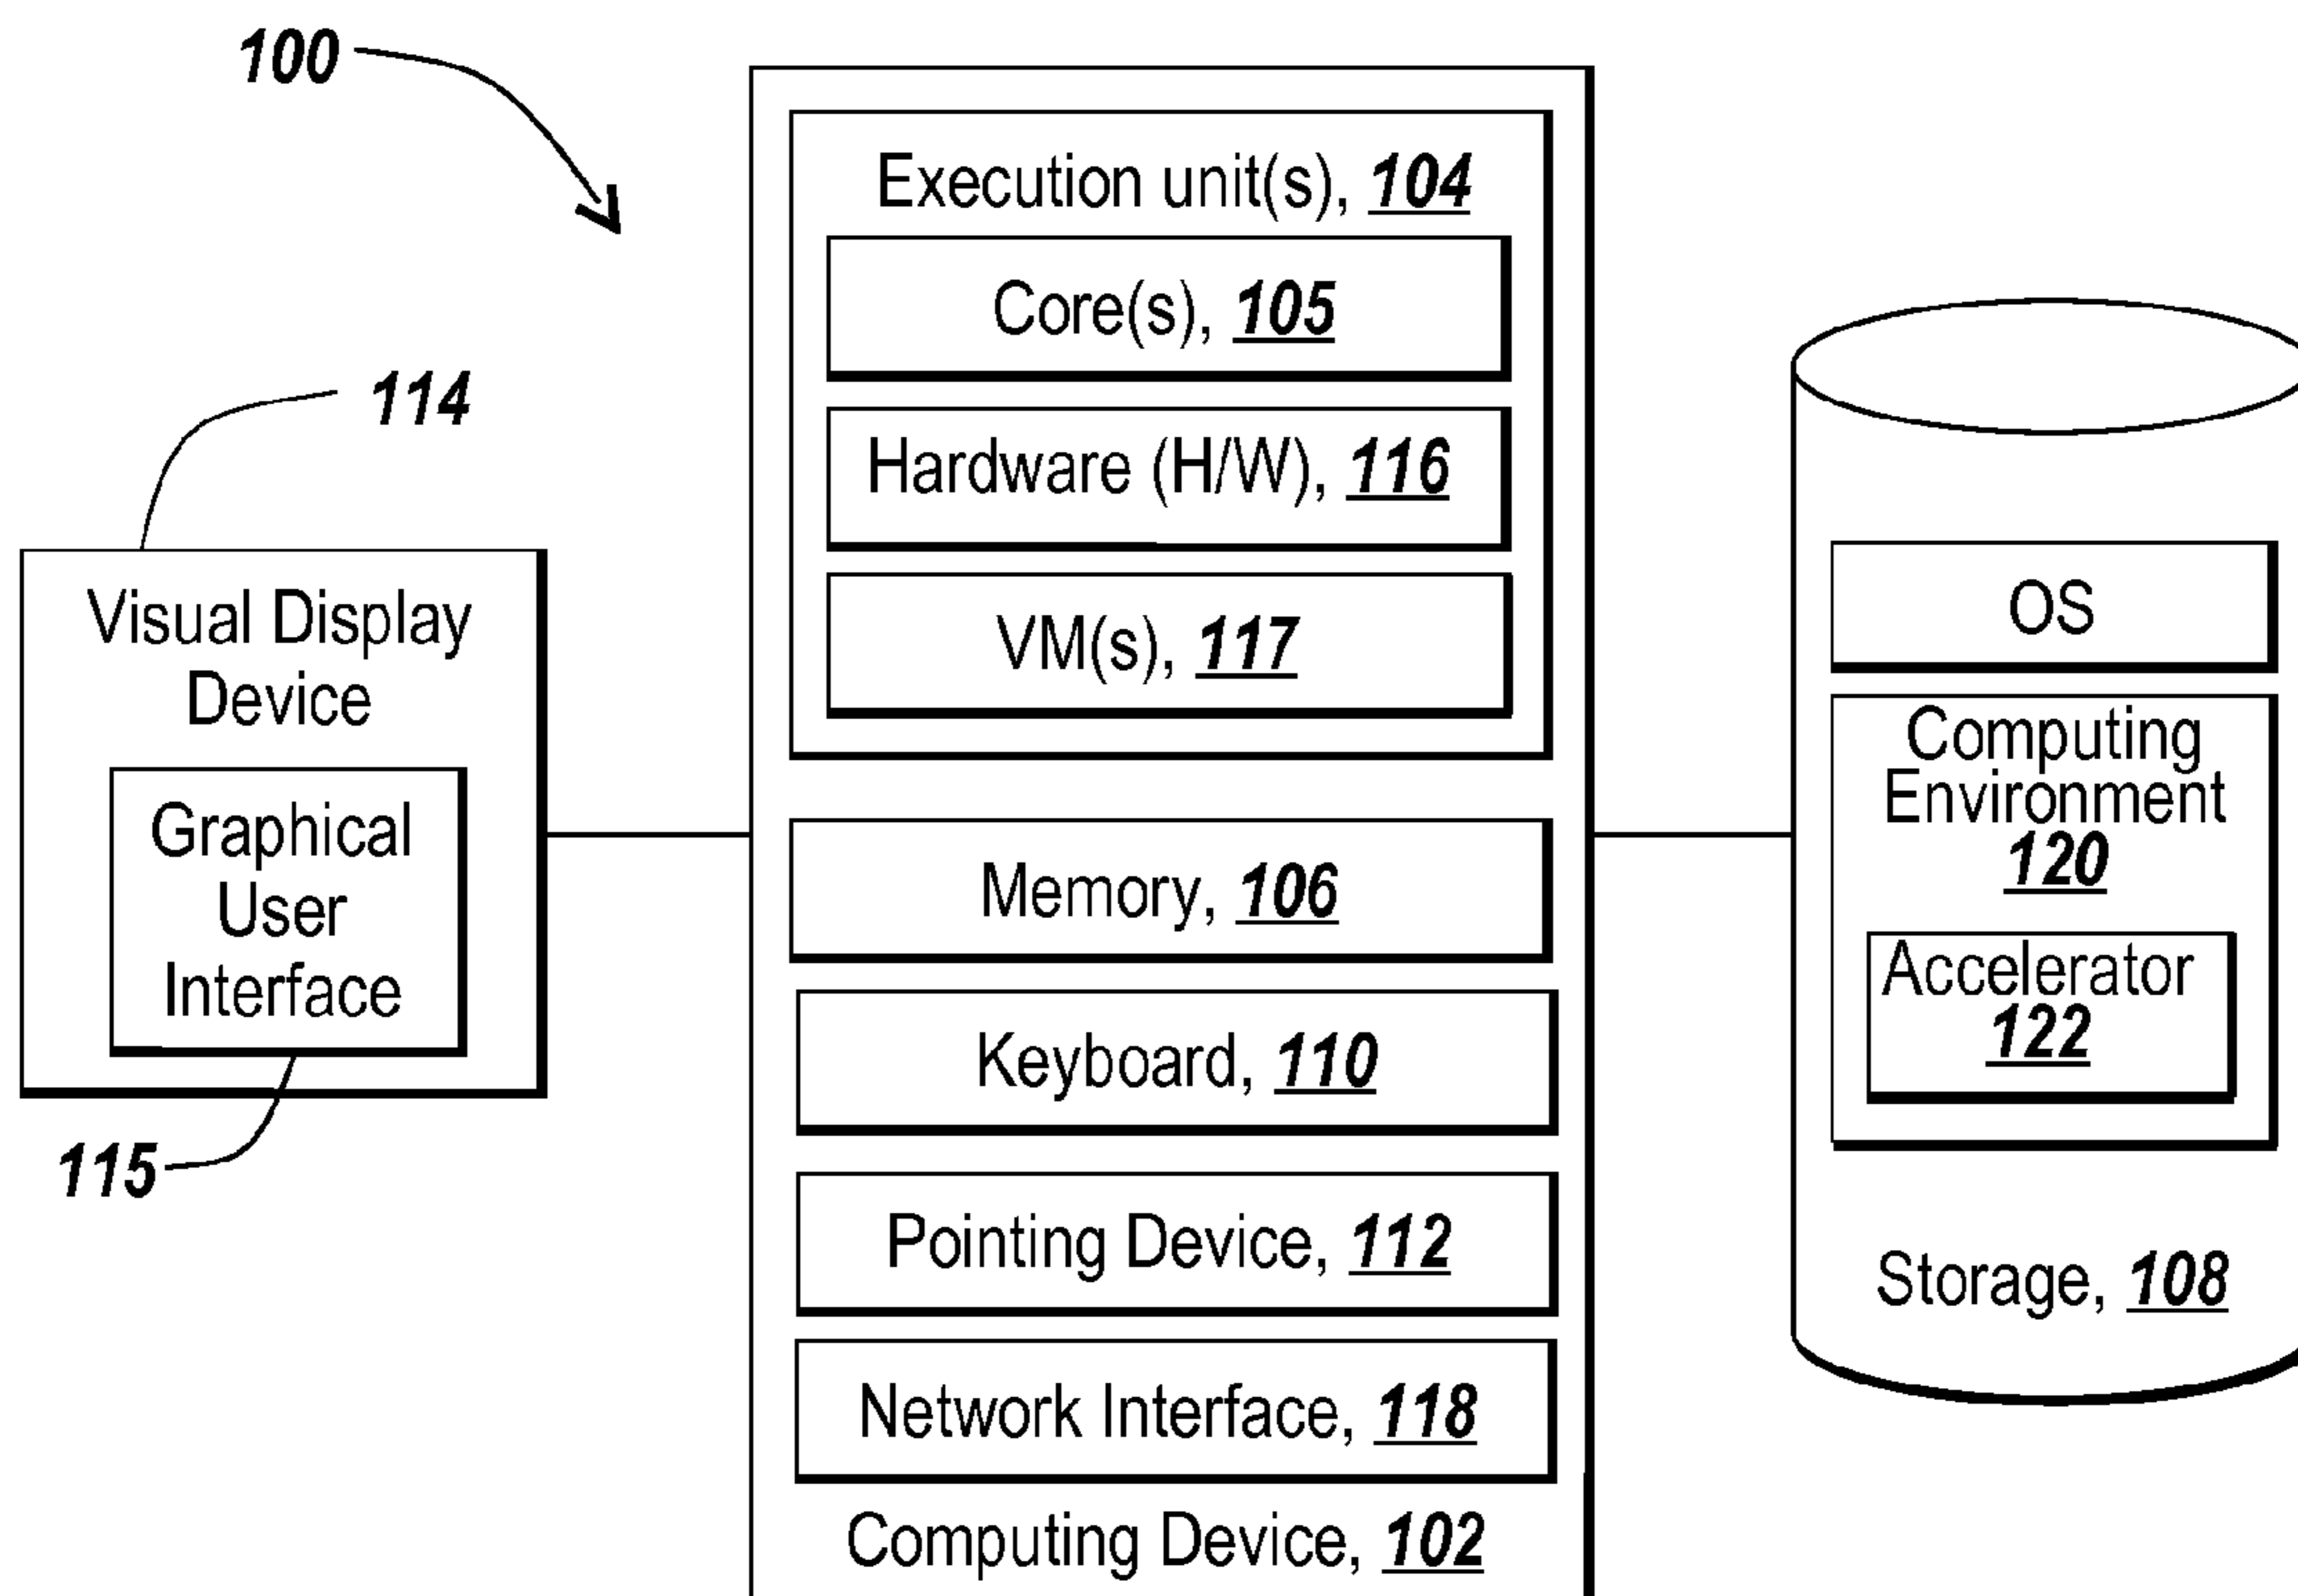 100
114
Visual Display
Device
Graphical
User
Interface
115
Execution unit(s), 104
Core(s), 105
Hardware (H/W), 116
VM(s), 117
Memory, 106
Keyboard, 110
Pointing Device, 112
Network Interface, 118
Computing Device, 102
OS
Computing
Environment
120
Accelerator
122
Storage, 108